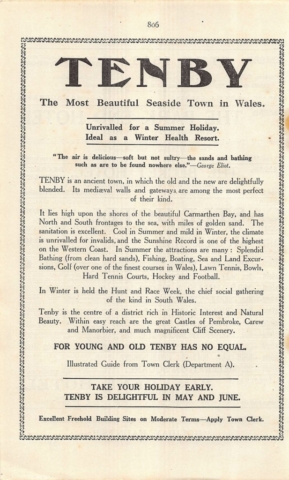 806
TENBY
The Most Beautiful Seaside Town in Wales.
Unrivalled for a Summer Holiday.
Ideal as a Winter Health Resort.
"The air is delicious—soft but not sultry—the sands and bathing
such as are to be found nowhere else."—George Eliot.
TENBY is an ancient town, in which the old and the new are delightfully
blended. Its mediæval walls and gateways are among the most perfect
of their kind.
It lies high upon the shores of the beautiful Carmarthen Bay, and has
North and South frontages to the sea, with miles of golden sand. The
sanitation is excellent. Cool in Summer and mild in Winter, the climate
is unrivalled for invalids, and the Sunshine Record is one of the highest
on the Western Coast. In Summer the attractions are many: Splendid
Bathing (from clean hard sands), Fishing, Boating, Sea and Land Excur-
sions, Golf (over one of the finest courses in Wales), Lawn Tennis, Bowls,
Hard Tennis Courts, Hockey and Football.
In Winter is held the Hunt and Race Week, the chief social gathering
of the kind in South Wales.
Tenby is the centre of a district rich in Historic Interest and Natural
Beauty. Within easy reach are the great Castles of Pembroke, Carew
and Manorbier, and much magnificent Cliff Scenery.
FOR YOUNG AND OLD TENBY HAS NO EQUAL.
Illustrated Guide from Town Clerk (Department A).
TAKE YOUR HOLIDAY EARLY.
TENBY IS DELIGHTFUL IN MAY AND JUNE.
Excellent Freehold Building Sites on Moderate Terms—Apply Town Clerk.